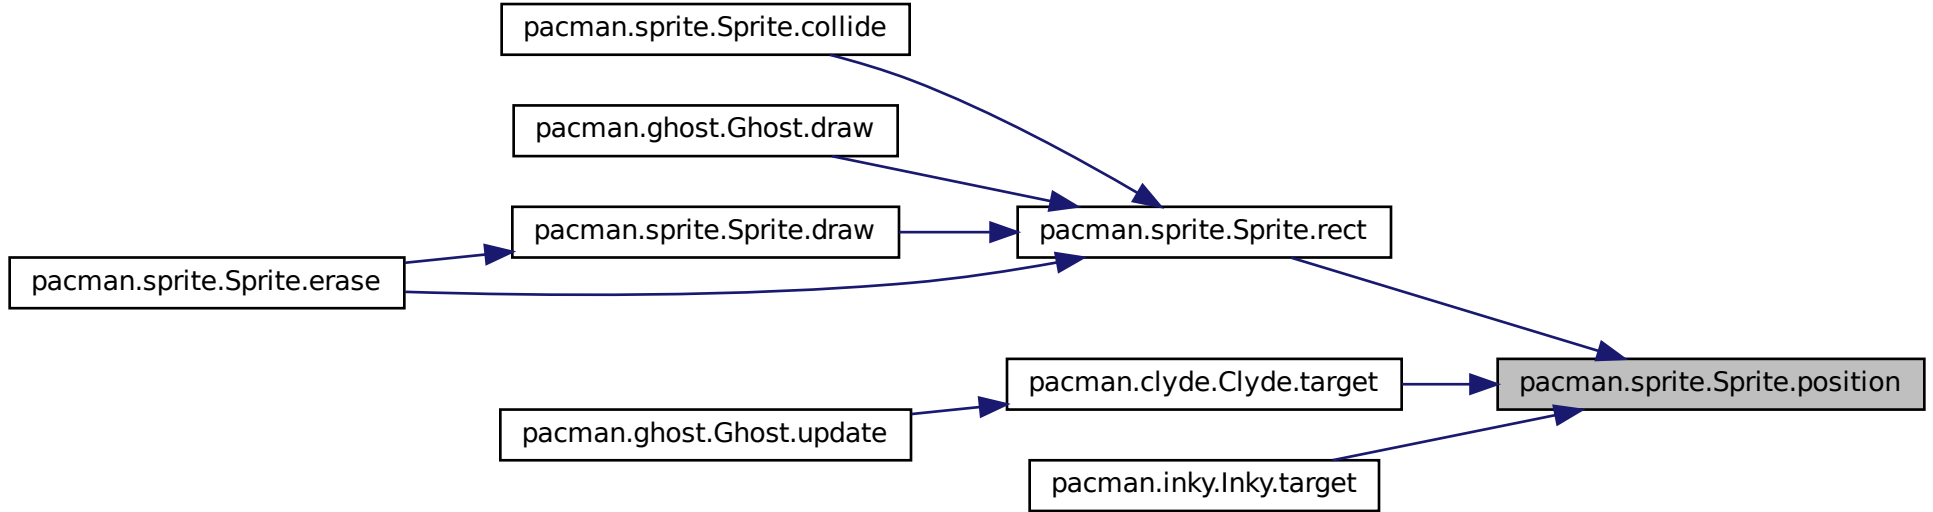 pacman.sprite.Sprite.collide
pacman.ghost.Ghost.draw
pacman.sprite.Sprite.draw
pacman.sprite.Sprite.rect
pacman.sprite.Sprite.erase
pacman.clyde.Clyde.target
pacman.sprite.Sprite.position
pacman.ghost.Ghost.update
pacman.inky.Inky.target